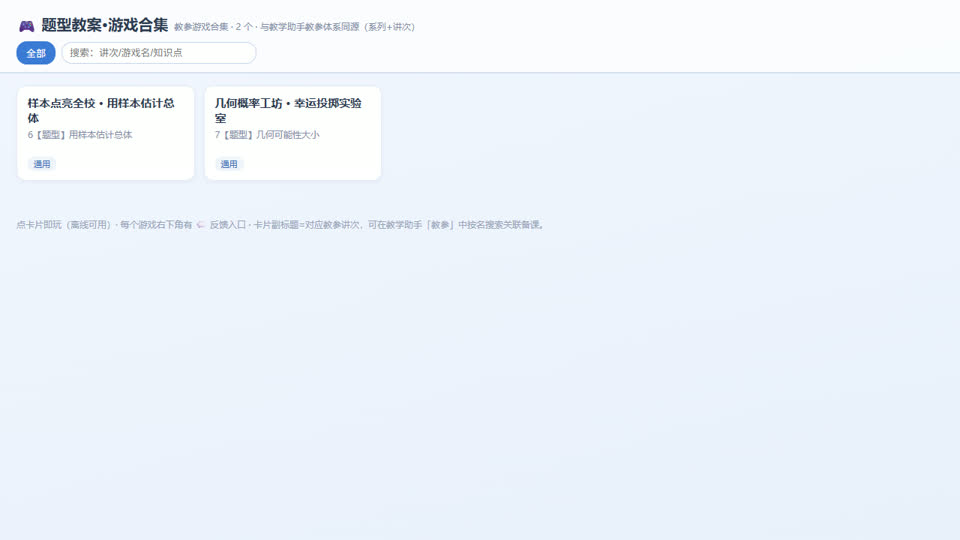 题型教案•游戏合集 教参游戏合集 · 2 个 · 与教学助手教参体系同源（系列+讲次）
全部 搜索：讲次/游戏名/知识点
样本点亮全校 • 用样本估计总体
6【题型】用样本估计总体
通用
几何概率工坊 • 幸运投掷实验室
7【题型】几何可能性大小
通用
点卡片即玩（离线可用）· 每个游戏右下角有 反馈入口 · 卡片副标题=对应教参讲次，可在教学助手「教参」中按名搜索关联备课。